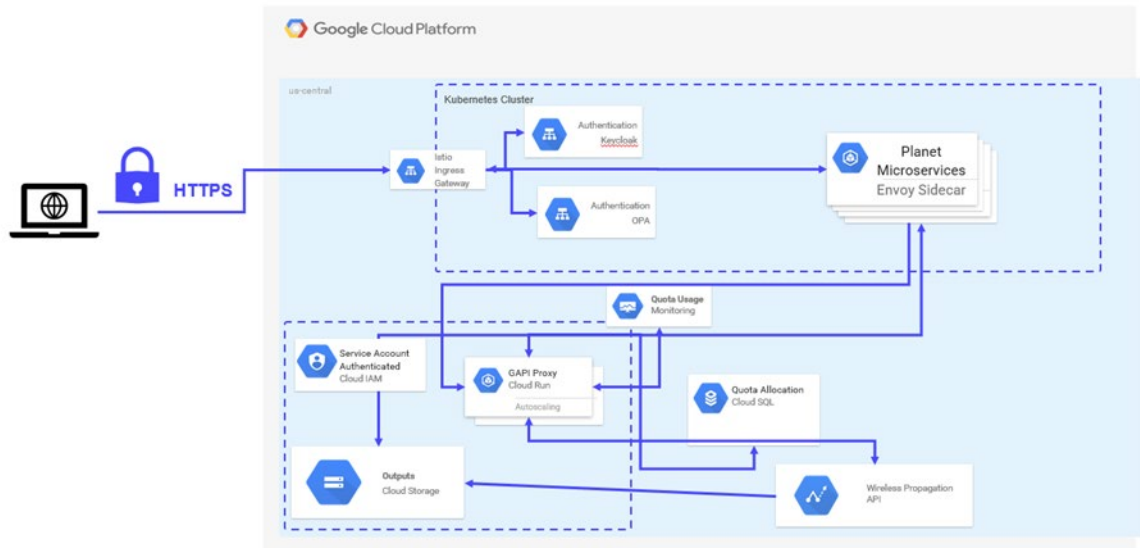 Google Cloud Platform
us-central
Kubernetes Cluster
Authentication
Keycloak
Istio
Ingress
Gateway
HTTPS
Planet
Microservices
Envoy Sidecar
Authentication
OPA
Quota Usage
Monitoring
Service Account
Authenticated
Cloud IAM
GAPI Proxy
Cloud Run
Autoscaling
Quota Allocation
Cloud SQL
Outputs
Cloud Storage
Wireless Propagation
API